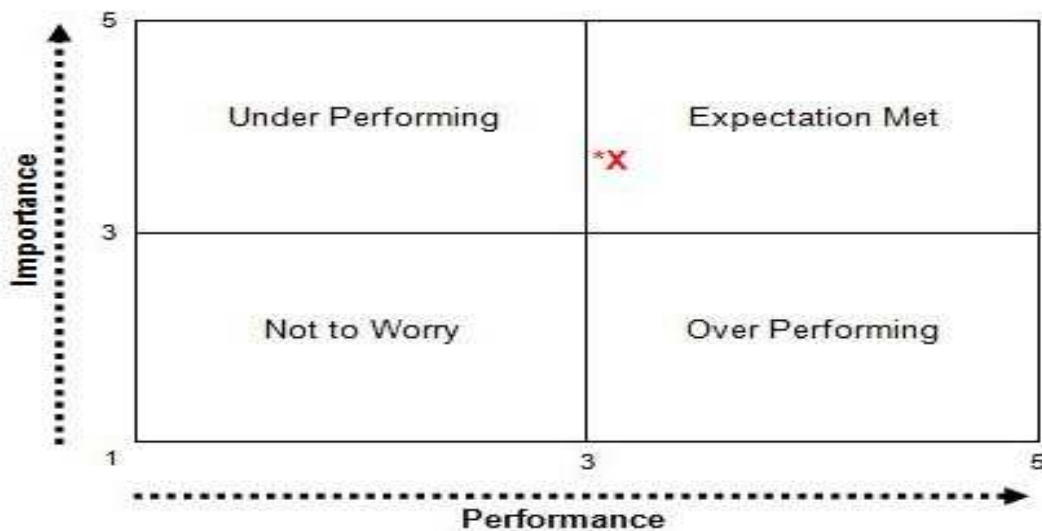 5
Under Performing
Expectation Met
*X
Importance
3
Not to Worry
Over Performing
1
3
5
Performance